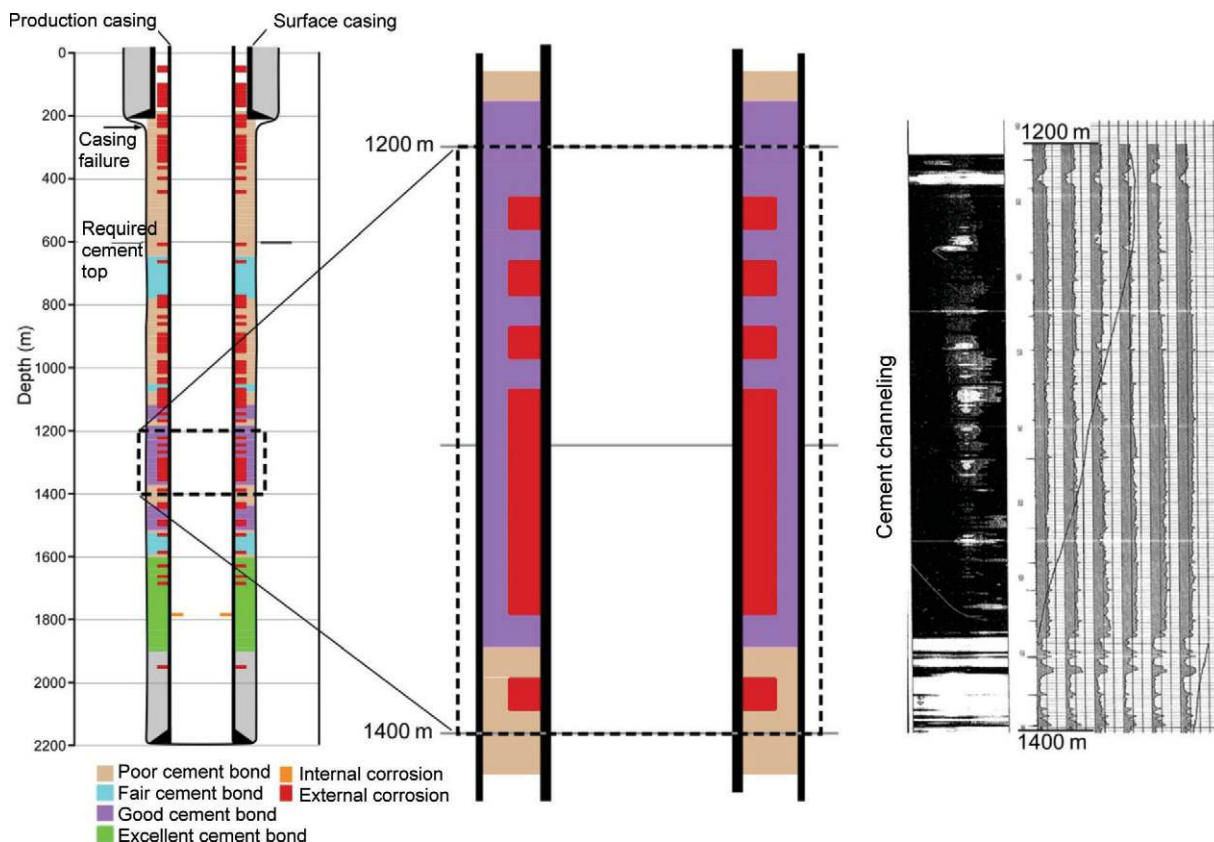 Production casing
Surface casing
0
200
Casing
failure
400
Required
cement
top
600
800
1000
1200
1400
1600
1800
2000
2200
Depth (m)
Poor cement bond
Fair cement bond
Good cement bond
Excellent cement bond
Internal corrosion
External corrosion
1200 m
1400 m
Cement channeling
1200 m
1400 m